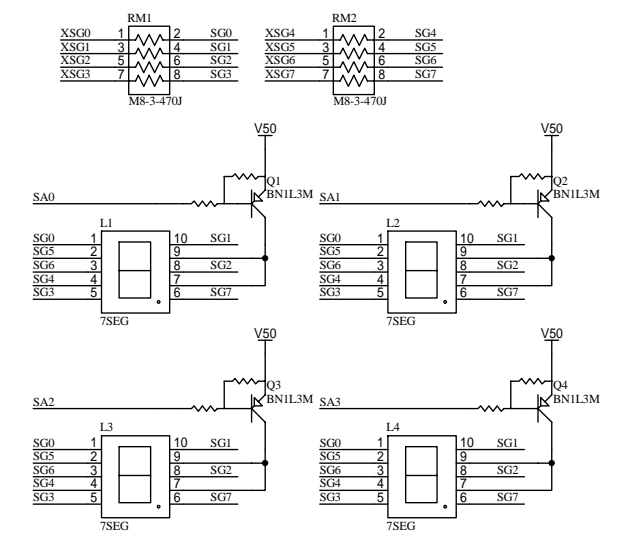 RM1 RM2
XSG0 1 2 SG0 XSG4 1 2 SG4
XSG1 3 4 SG1 XSG5 3 4 SG5
XSG2 5 6 SG2 XSG6 5 6 SG6
XSG3 7 8 SG3 XSG7 7 8 SG7
M8-3-470J M8-3-470J
V50 V50
Q1 Q2
SA0 BN1L3M SA1 BN1L3M
L1 L2
SG0 1 10 SG1 SG0 1 10 SG1
SG5 2 9 SG5 2 9
SG6 3 8 SG2 SG6 3 8 SG2
SG4 4 7 SG4 4 7
SG3 5 6 SG7 SG3 5 6 SG7
7SEG 7SEG
V50 V50
Q3 Q4
SA2 BN1L3M SA3 BN1L3M
L3 L4
SG0 1 10 SG1 SG0 1 10 SG1
SG5 2 9 SG5 2 9
SG6 3 8 SG2 SG6 3 8 SG2
SG4 4 7 SG4 4 7
SG3 5 6 SG7 SG3 5 6 SG7
7SEG 7SEG